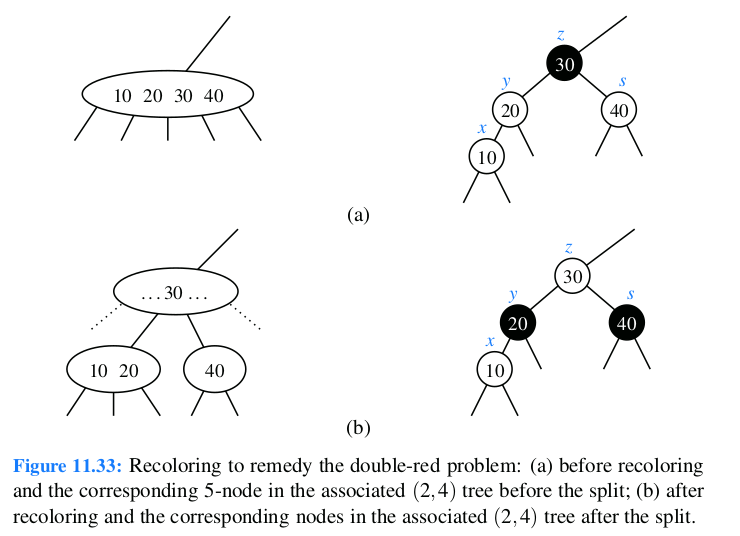 z
10 20 30 40
30
y
s
20
40
x
10
(a)
z
...30...
30
y
s
20
40
x
10 20
40
10
(b)
Figure 11.33: Recoloring to remedy the double-red problem: (a) before recoloring
and the corresponding 5-node in the associated (2,4) tree before the split; (b) after
recoloring and the corresponding nodes in the associated (2,4) tree after the split.